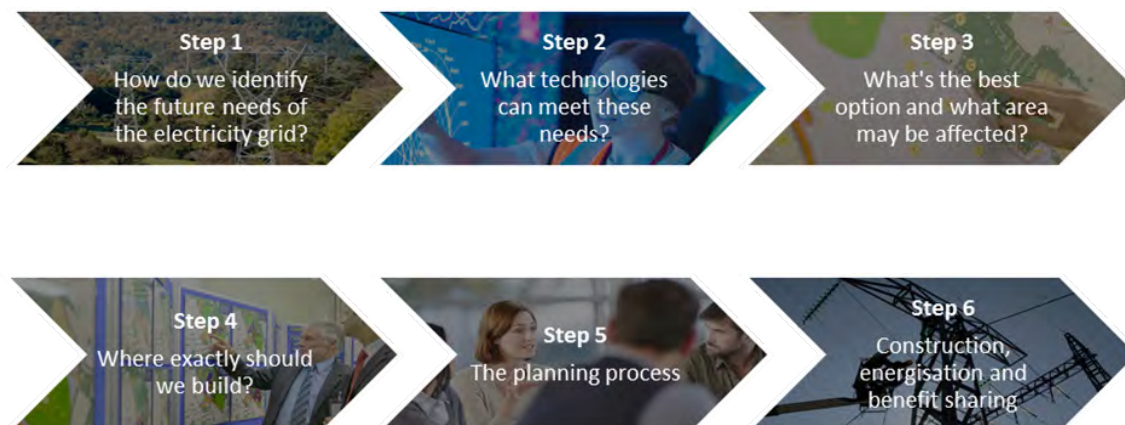 Step 1
How do we identify
the future needs of
the electricity grid?
Step 2
What technologies
can meet these
needs?
Step 3
What's the best
option and what area
may be affected?
Step 4
Where exactly should
we build?
Step 5
The planning process
Step 6
Construction,
energisation and
benefit sharing